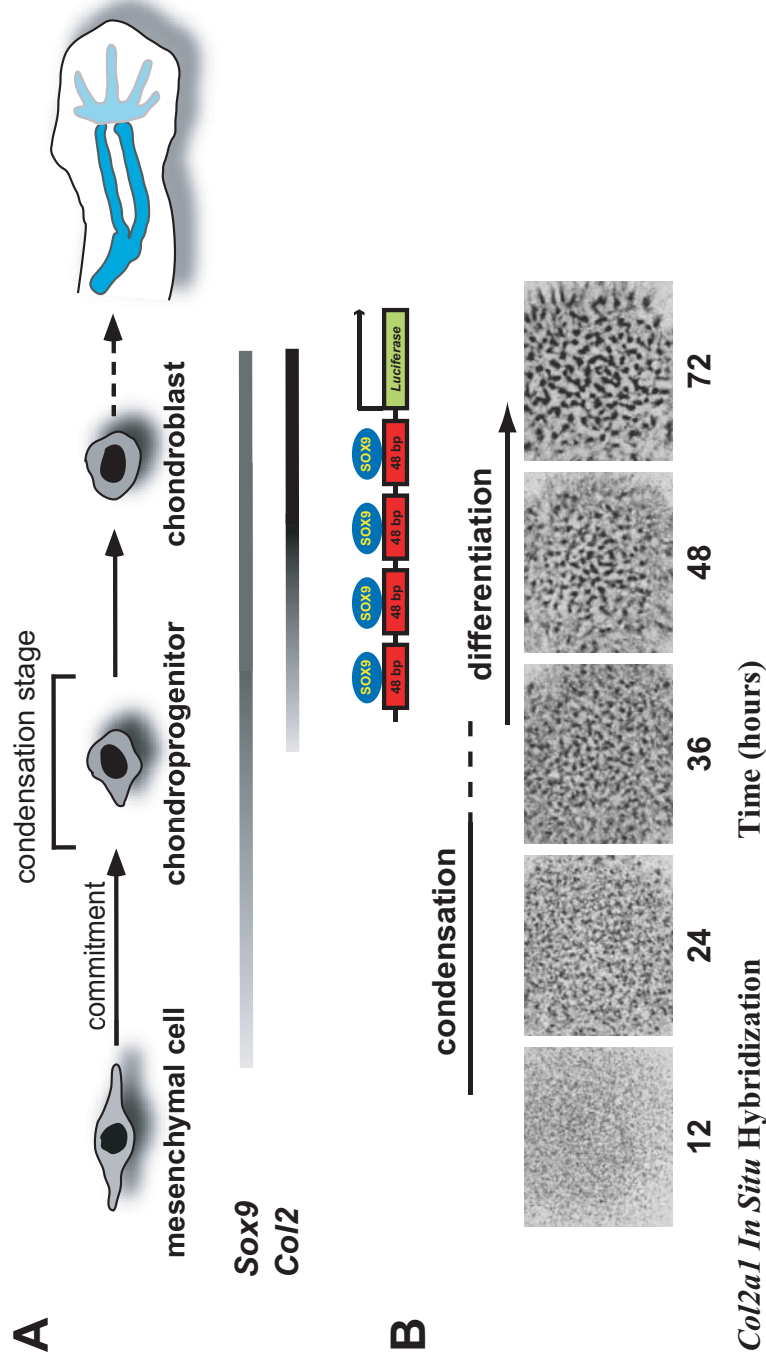 A
condensation stage
commitment
mesenchymal cell
chondroprogenitor
chondroblast
Sox9
Col2
B
SOX9 SOX9 SOX9 SOX9
48 bp 48 bp 48 bp 48 bp Luciferase
condensation
differentiation
12 24 36 48 72
Col2a1 In Situ Hybridization
Time (hours)